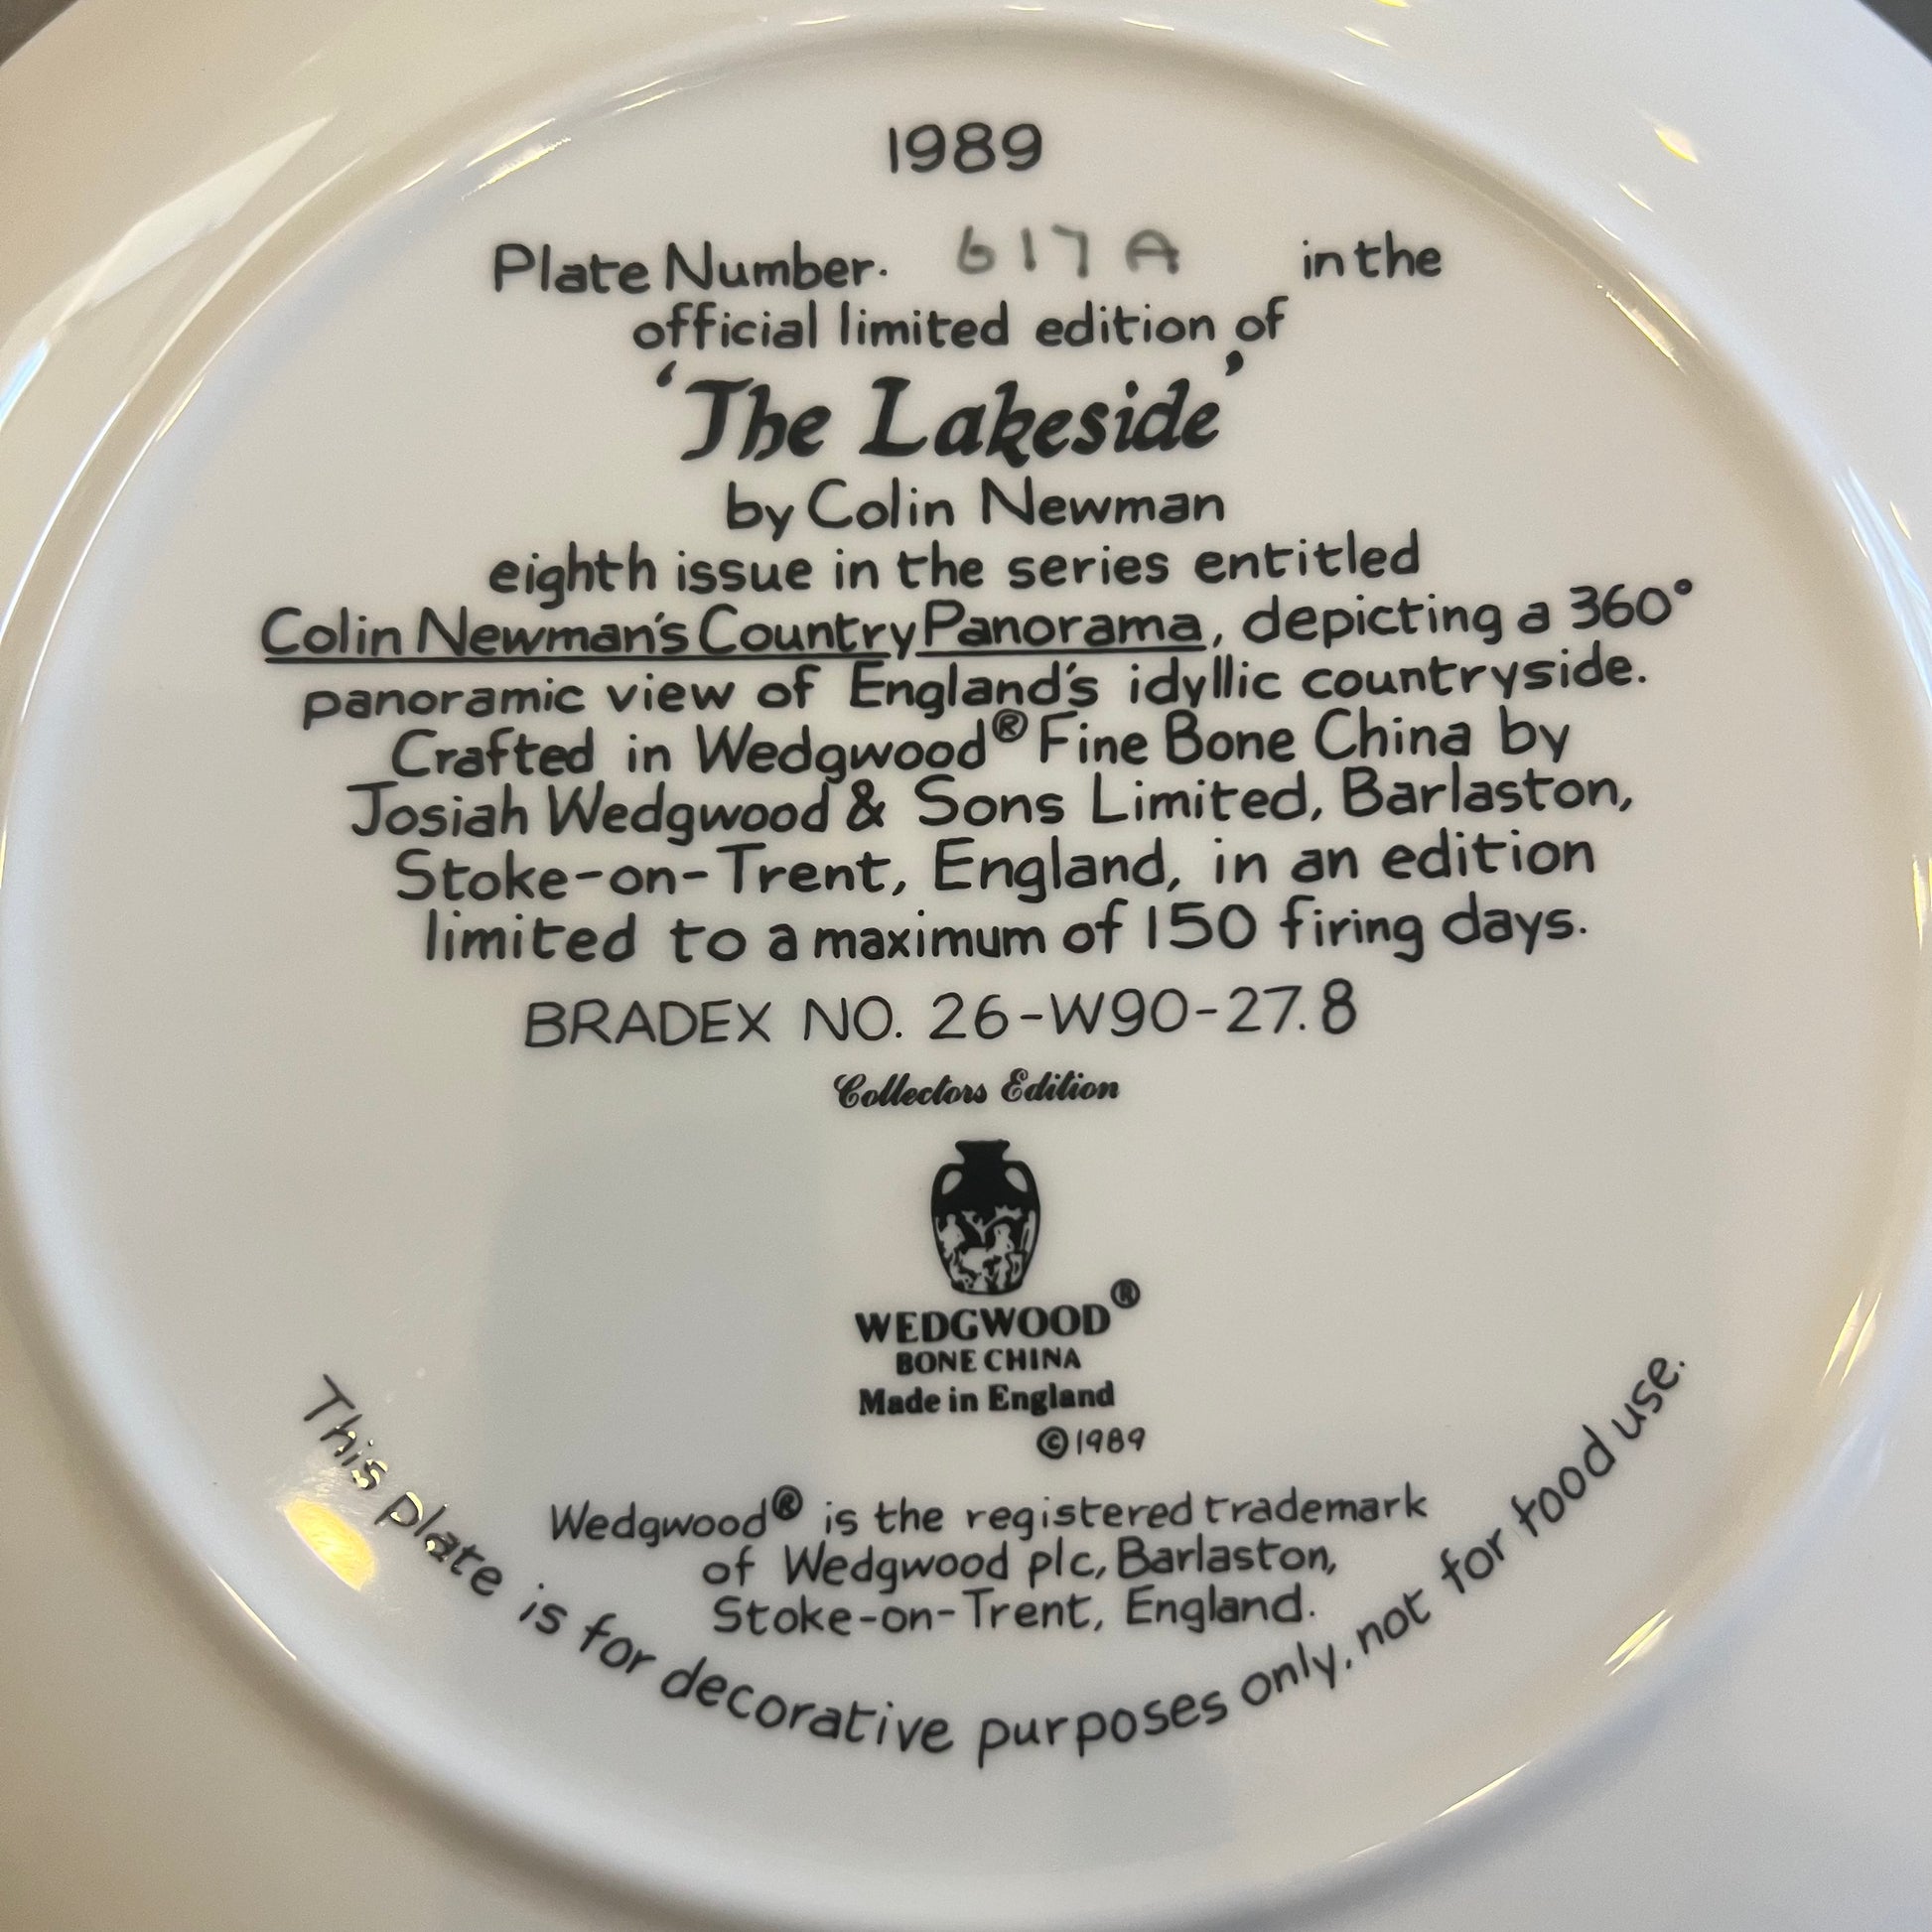 1989
Plate Number. 617A in the
official limited edition of
‘The Lakeside’
by Colin Newman
eighth issue in the series entitled
Colin Newman's Country Panorama, depicting a 360°
panoramic view of England's idyllic countryside.
Crafted in Wedgwood® Fine Bone China by
Josiah Wedgwood & Sons Limited, Barlaston,
Stoke-on-Trent, England, in an edition
limited to a maximum of 150 firing days.
BRADEX NO. 26-W90-27.8
Collectors Edition
WEDGWOOD®
BONE CHINA
Made in England
©1989
Wedgwood® is the registered trademark
of Wedgwood plc, Barlaston,
Stoke-on-Trent, England.
This plate is for decorative purposes only, not for food use.